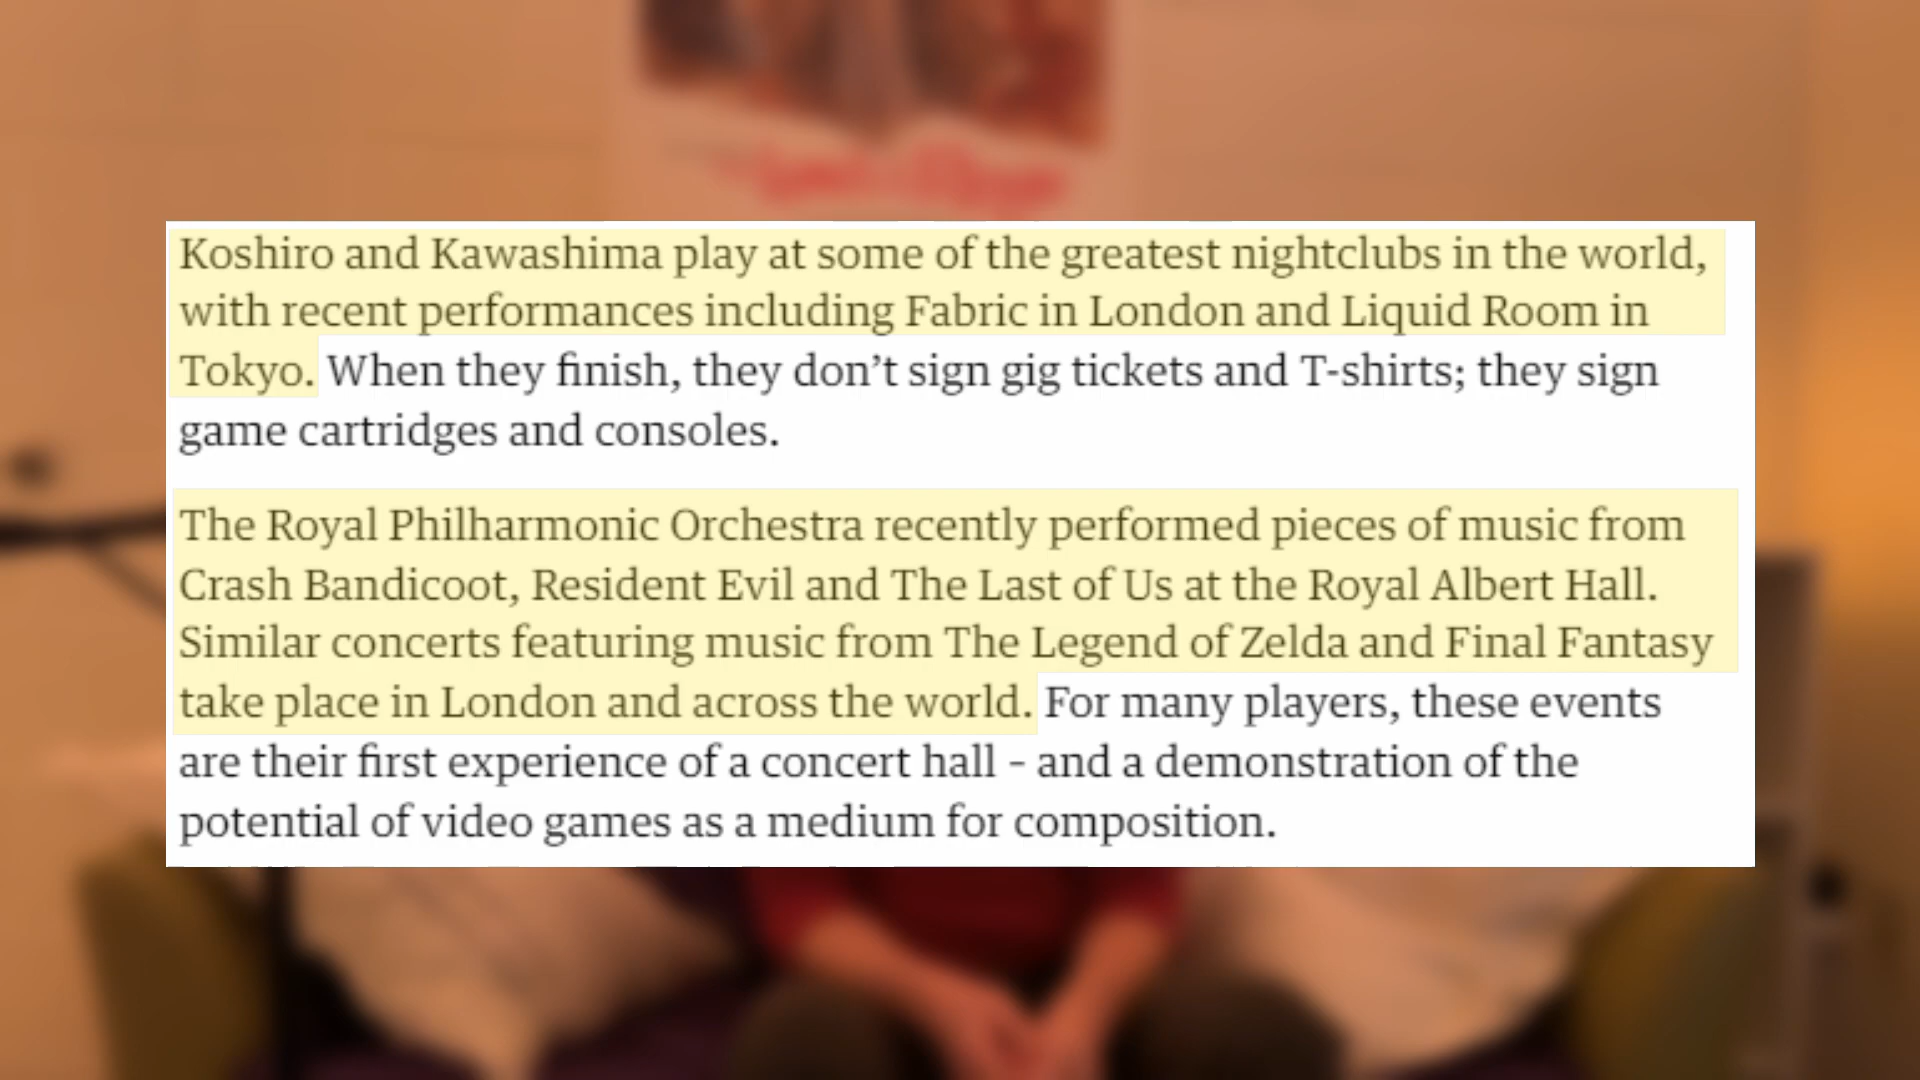 Koshiro and Kawashima play at some of the greatest nightclubs in the world,
with recent performances including Fabric in London and Liquid Room in
Tokyo. When they finish, they don’t sign gig tickets and T-shirts; they sign
game cartridges and consoles.
The Royal Philharmonic Orchestra recently performed pieces of music from
Crash Bandicoot, Resident Evil and The Last of Us at the Royal Albert Hall.
Similar concerts featuring music from The Legend of Zelda and Final Fantasy
take place in London and across the world. For many players, these events
are their first experience of a concert hall – and a demonstration of the
potential of video games as a medium for composition.